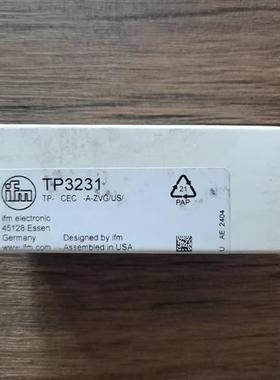 ifm
TP3231
TP- CEC -A-ZVG/US/
ifm electronic
45128 Essen
Germany
www.ifm.com
Designed by ifm
Assembled in USA
21
PAP
U AE 2404